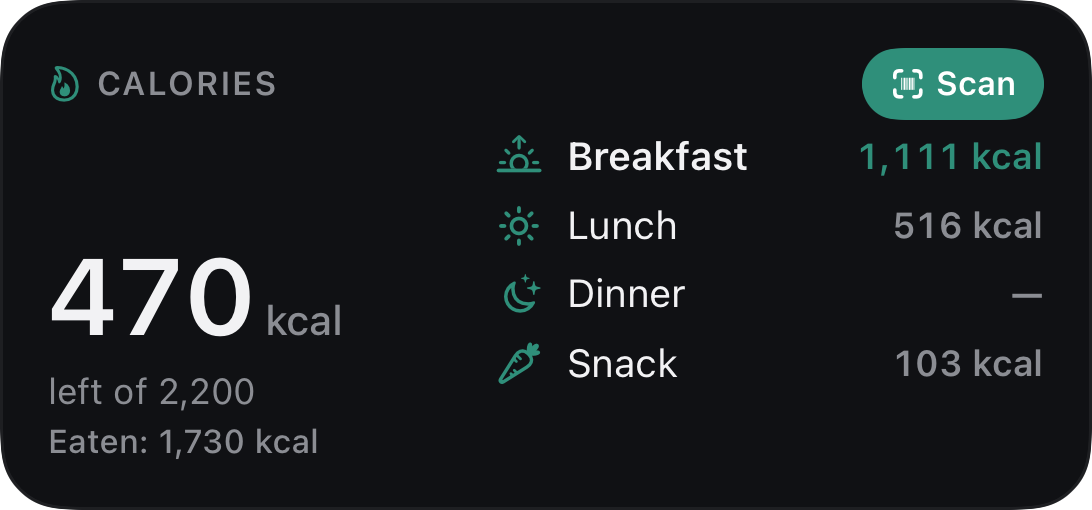 CALORIES
Scan
Breakfast 1,111 kcal
Lunch 516 kcal
Dinner —
Snack 103 kcal
470 kcal
left of 2,200
Eaten: 1,730 kcal